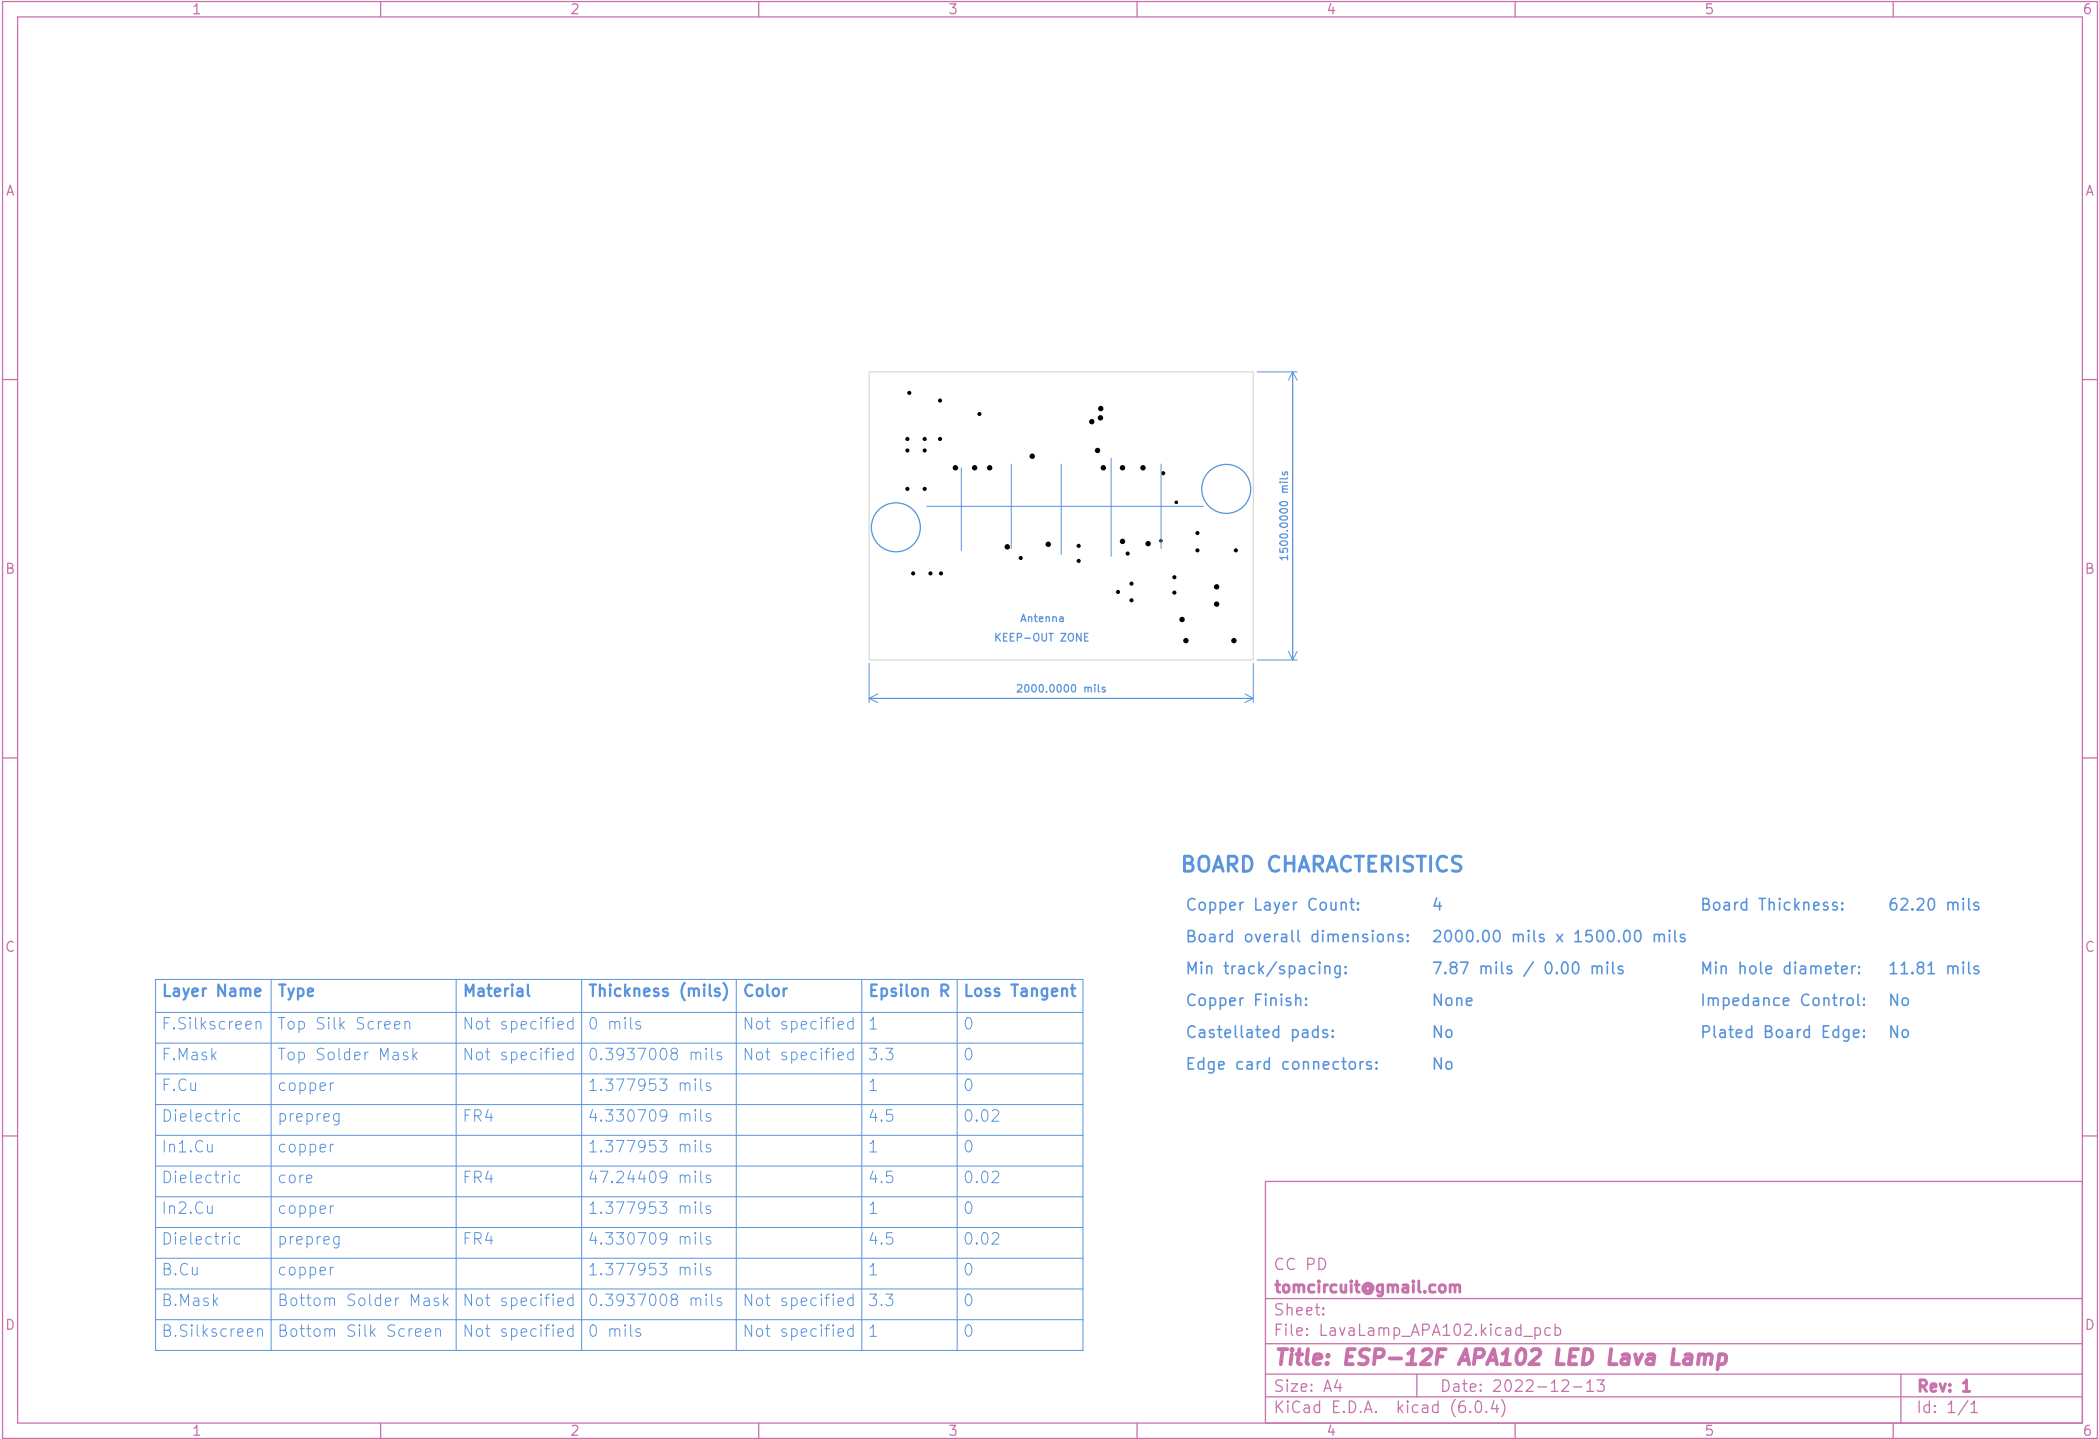 1 2 3 4 5 6
A A
B B
C C
D D
1500.0000 mils
Antenna
KEEP-OUT ZONE
2000.0000 mils
BOARD CHARACTERISTICS
Copper Layer Count: 4 Board Thickness: 62.20 mils
Board overall dimensions: 2000.00 mils x 1500.00 mils
Min track/spacing: 7.87 mils / 0.00 mils Min hole diameter: 11.81 mils
Copper Finish: None Impedance Control: No
Castellated pads: No Plated Board Edge: No
Edge card connectors: No
Layer Name Type Material Thickness (mils) Color Epsilon R Loss Tangent
F.Silkscreen Top Silk Screen Not specified 0 mils Not specified 1 0
F.Mask Top Solder Mask Not specified 0.3937008 mils Not specified 3.3 0
F.Cu copper 1.377953 mils 1 0
Dielectric prepreg FR4 4.330709 mils 4.5 0.02
In1.Cu copper 1.377953 mils 1 0
Dielectric core FR4 47.24409 mils 4.5 0.02
In2.Cu copper 1.377953 mils 1 0
Dielectric prepreg FR4 4.330709 mils 4.5 0.02
B.Cu copper 1.377953 mils 1 0
B.Mask Bottom Solder Mask Not specified 0.3937008 mils Not specified 3.3 0
B.Silkscreen Bottom Silk Screen Not specified 0 mils Not specified 1 0
CC PD
tomcircuit@gmail.com
Sheet:
File: LavaLamp_APA102.kicad_pcb
Title: ESP-12F APA102 LED Lava Lamp
Size: A4 Date: 2022-12-13 Rev: 1
KiCad E.D.A. kicad (6.0.4) Id: 1/1
1 2 3 4 5 6